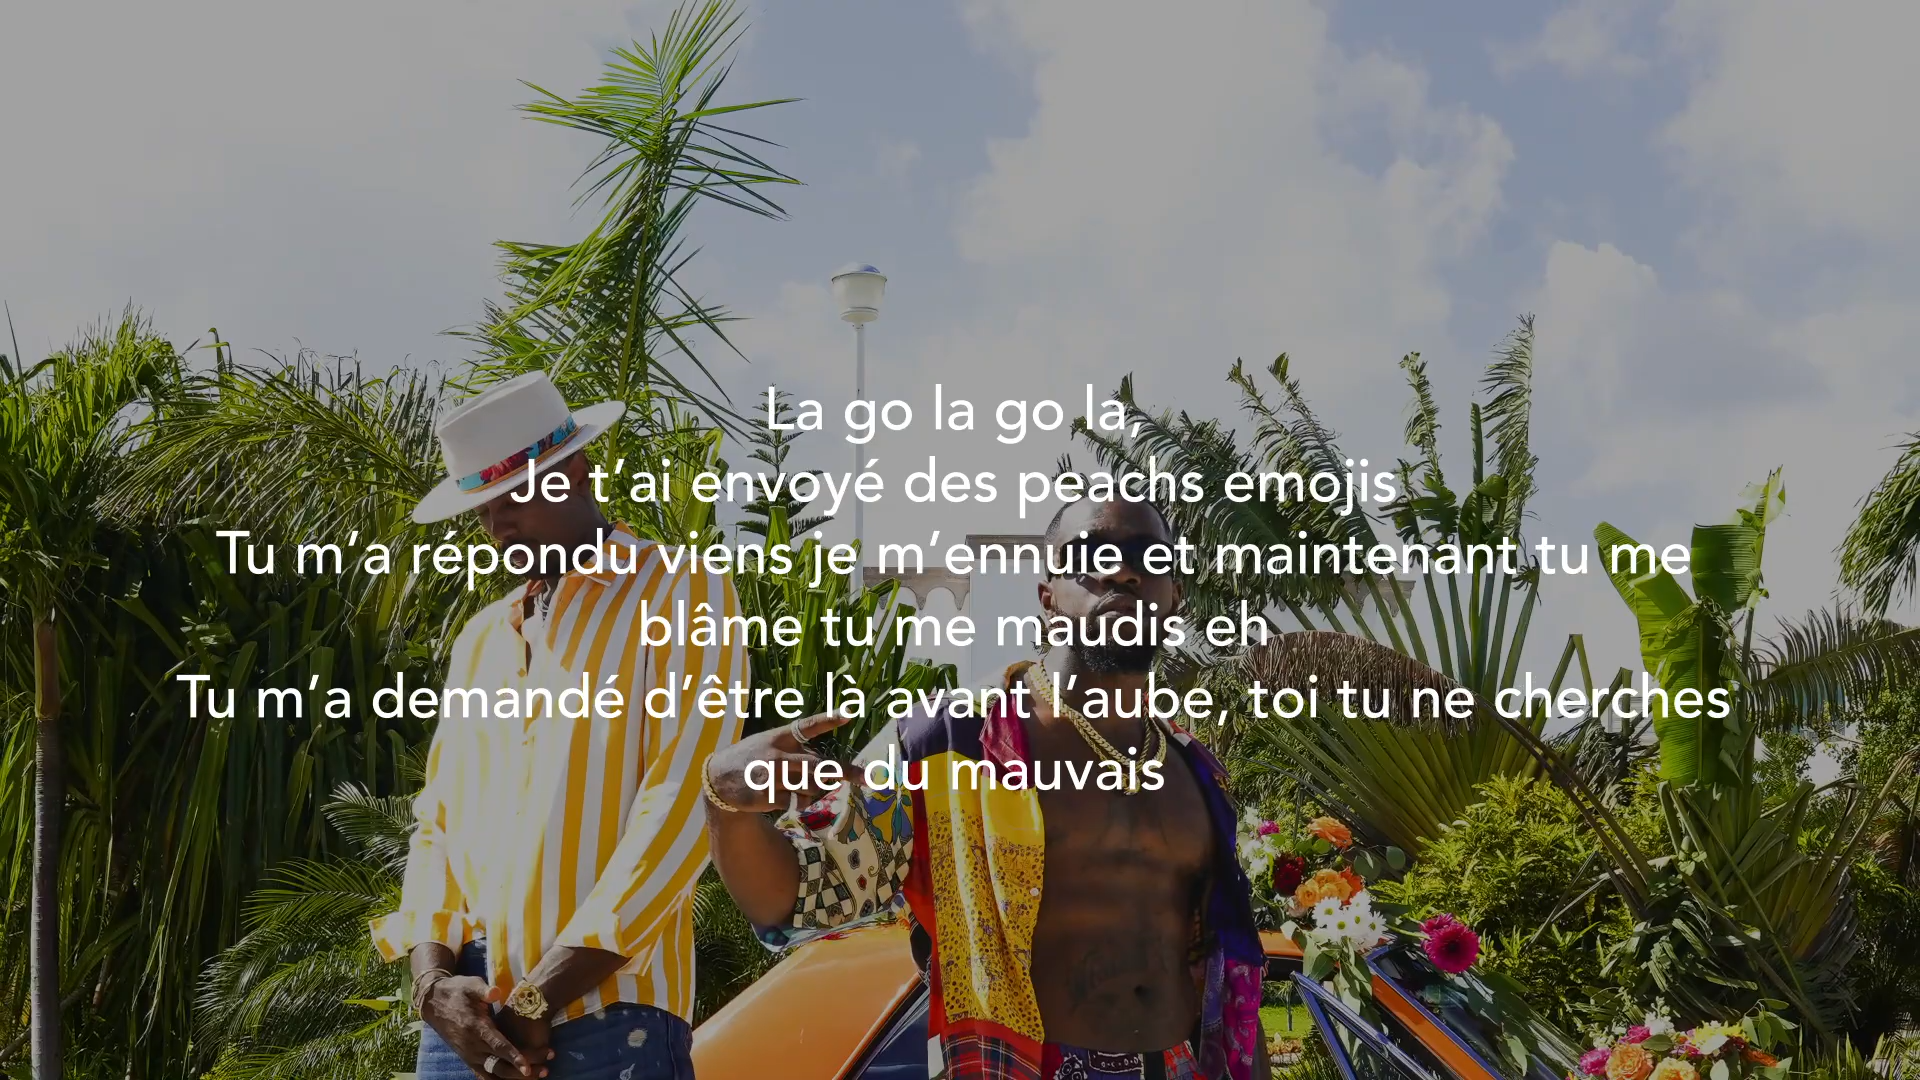 La go la go la,
Je t’ai envoyé des peachs emojis
Tu m’a répondu viens je m’ennuie et maintenant tu me
blâme tu me maudis eh
Tu m’a demandé d’être là avant l’aube, toi tu ne cherches
que du mauvais